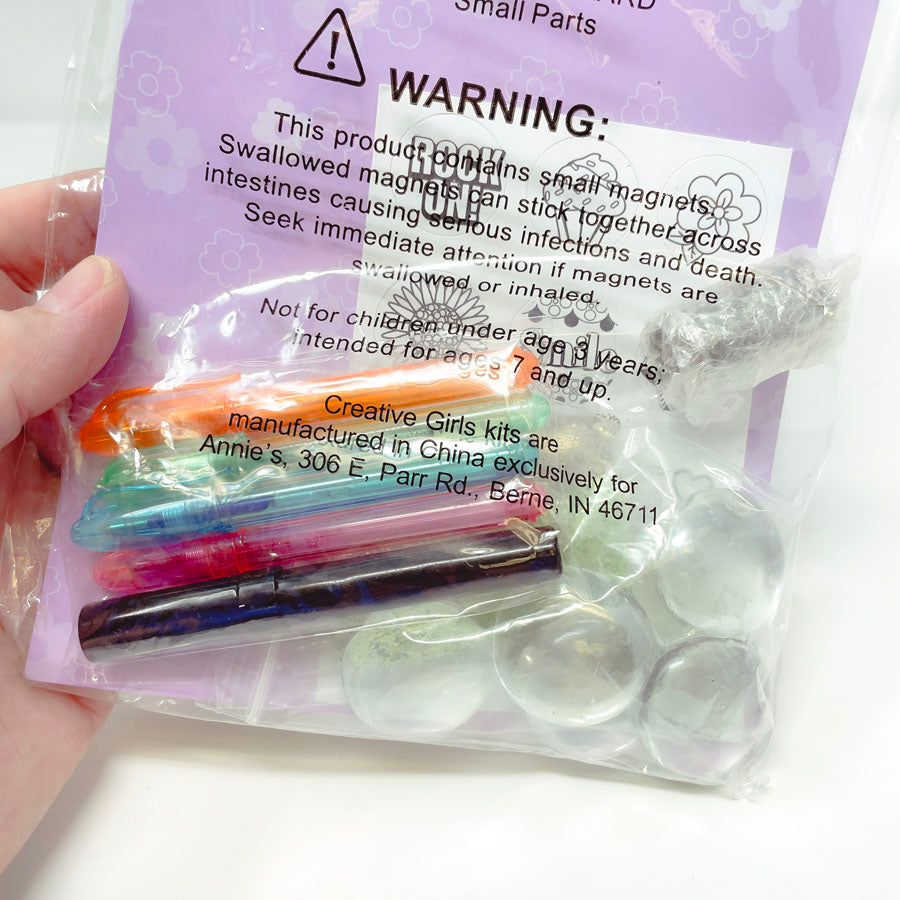 ARD
Small Parts
WARNING:
This product contains small magnets.
Swallowed magnets can stick together across
intestines causing serious infections and death.
Seek immediate attention if magnets are
swallowed or inhaled.
Not for children under age 3 years;
intended for ages 7 and up.
Creative Girls kits are
manufactured in China exclusively for
Annie's, 306 E, Parr Rd., Berne, IN 46711
ROCK
ON!